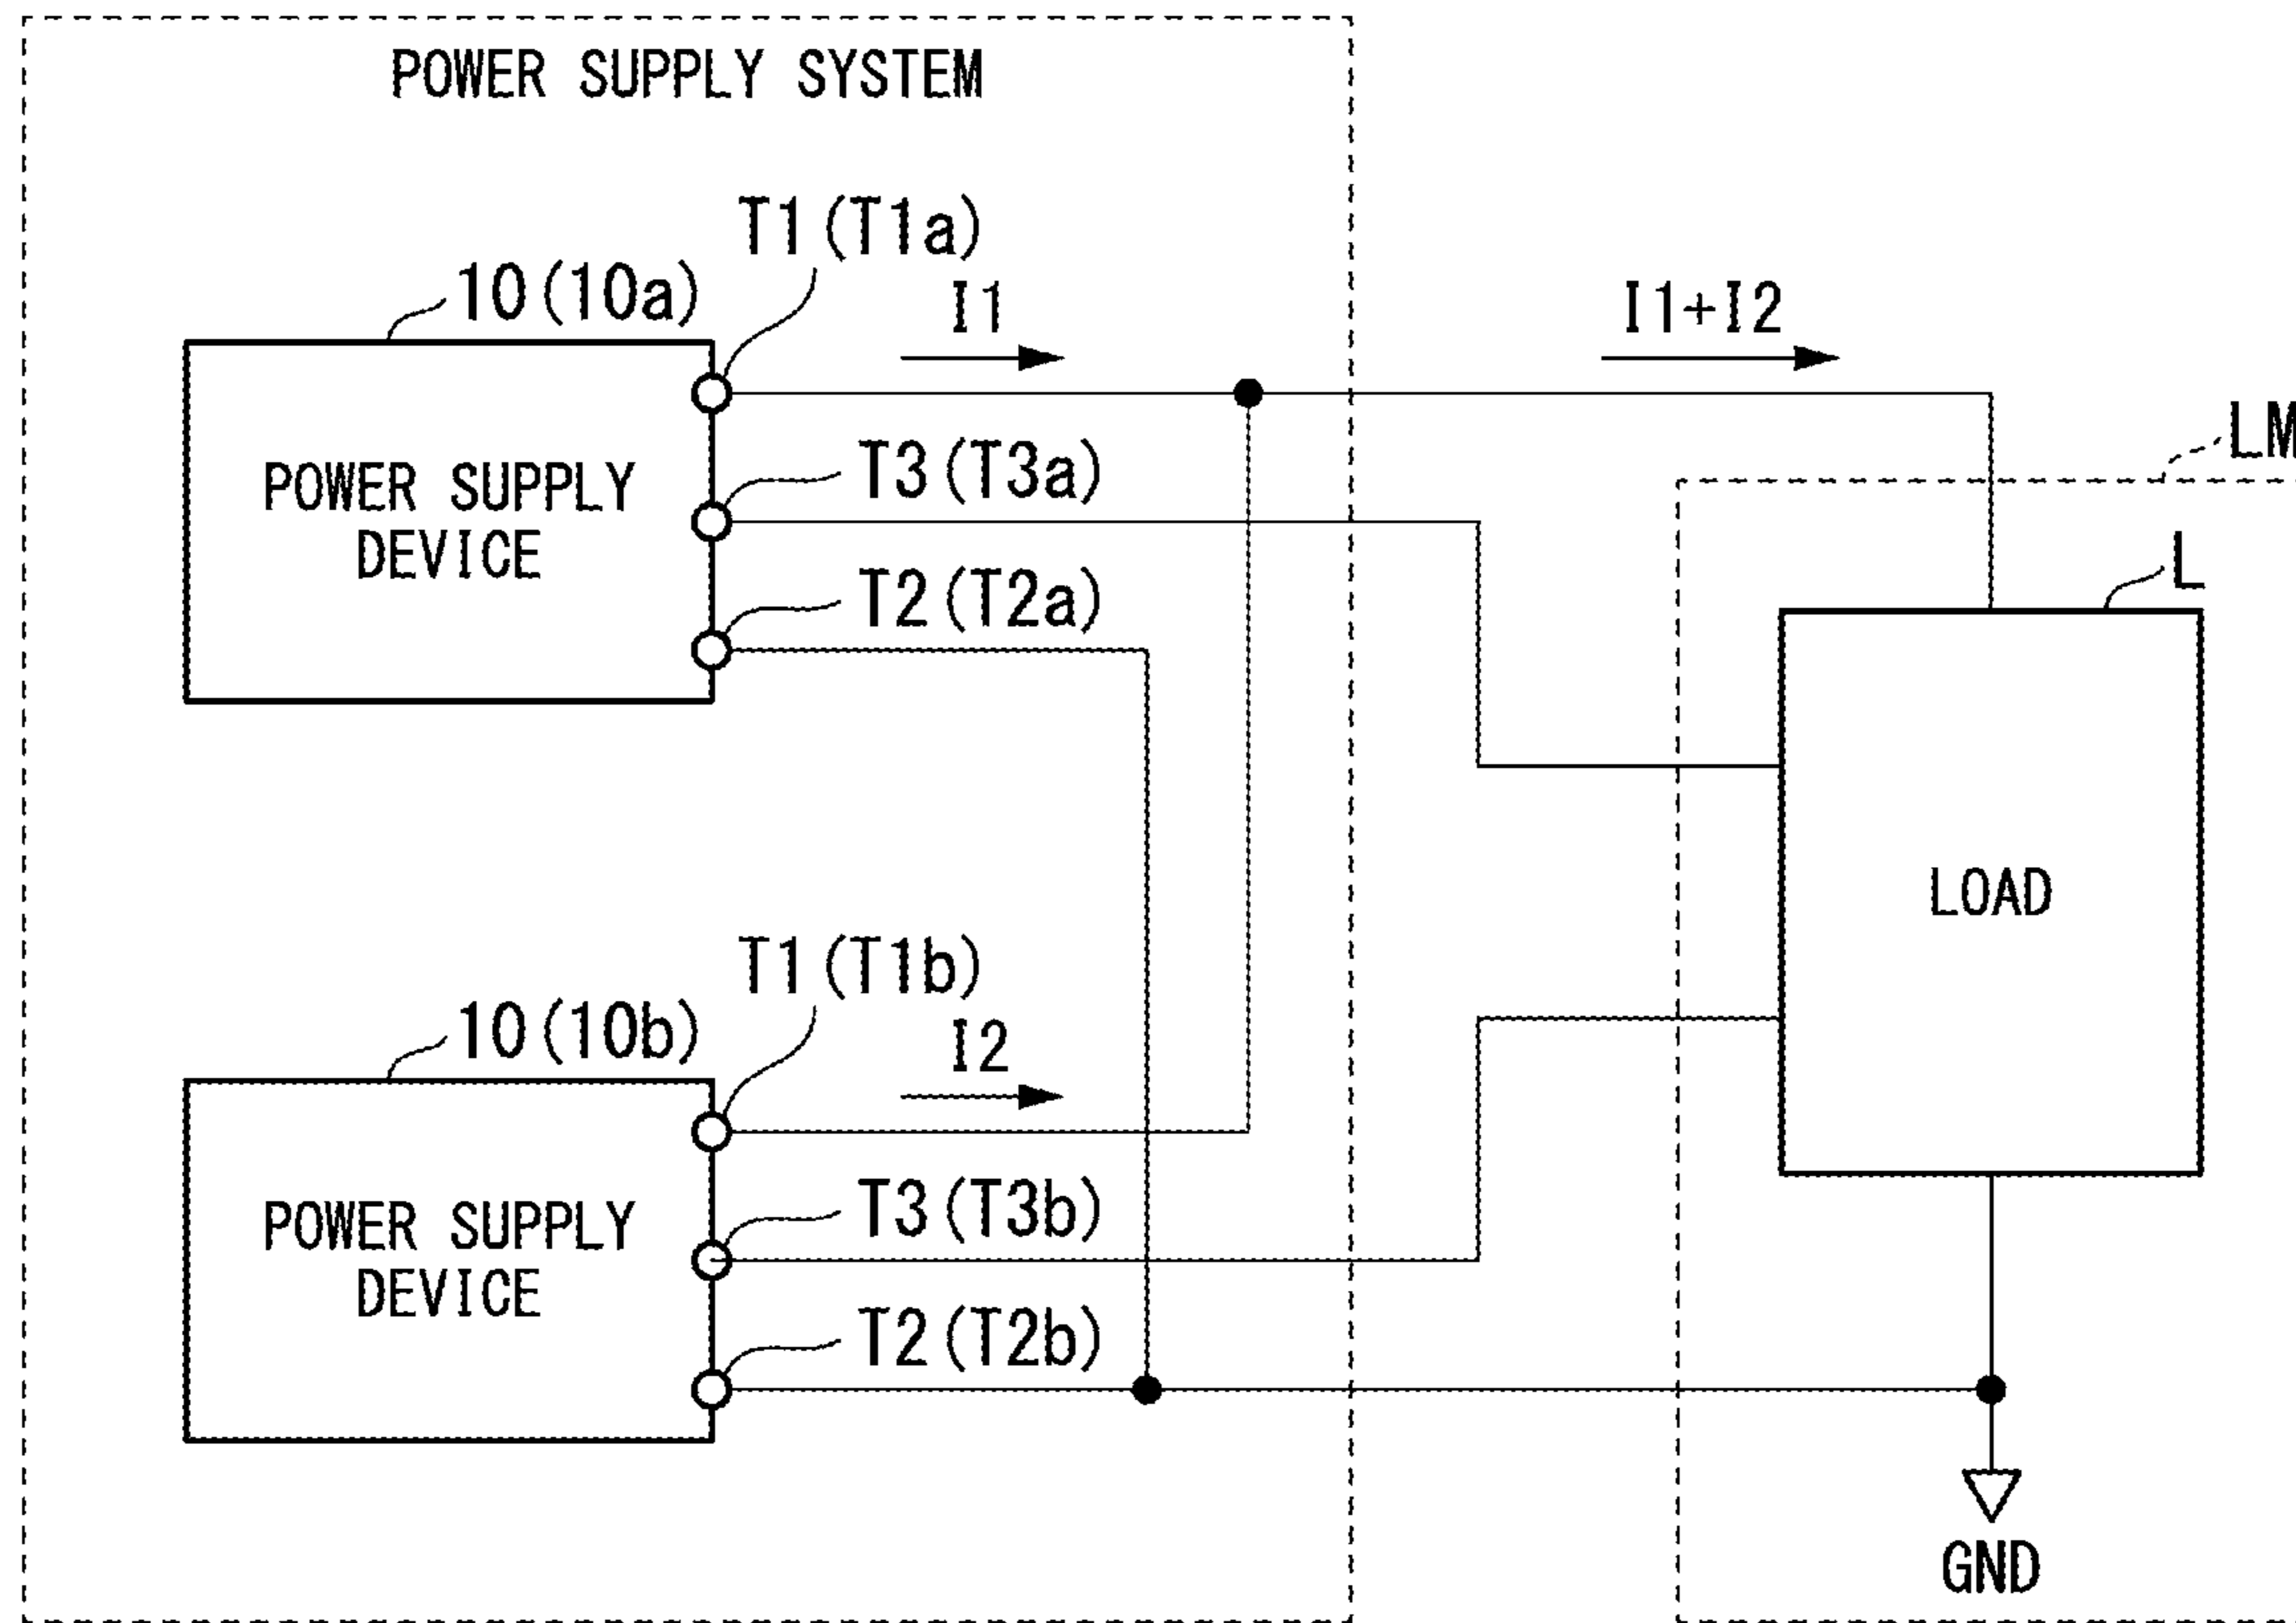 POWER SUPPLY SYSTEM
T1(T1a)
10(10a)
I1
I1+I2
LM
POWER SUPPLY
DEVICE
T3(T3a)
T2(T2a)
L
LOAD
T1(T1b)
10(10b)
I2
POWER SUPPLY
DEVICE
T3(T3b)
T2(T2b)
GND